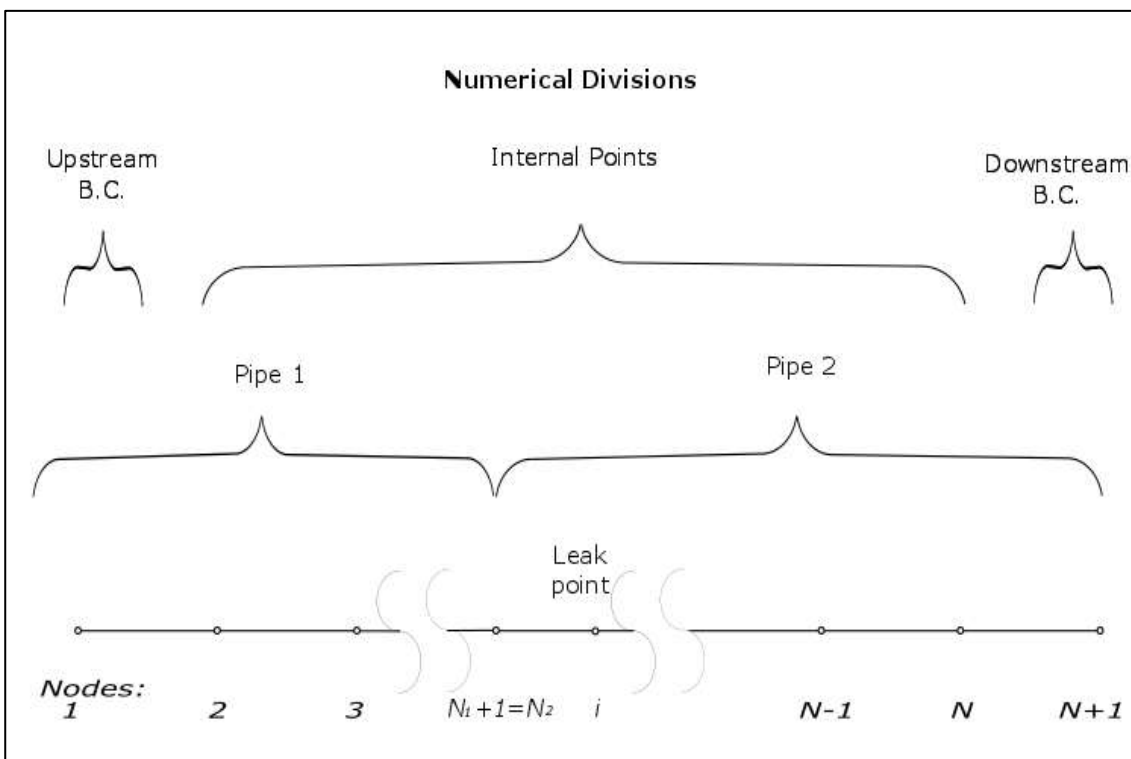 Numerical Divisions
Upstream
B.C.
Internal Points
Downstream
B.C.
Pipe 1
Pipe 2
Leak
point
Nodes:
1 2 3 N₁+1=N₂ i N-1 N N+1